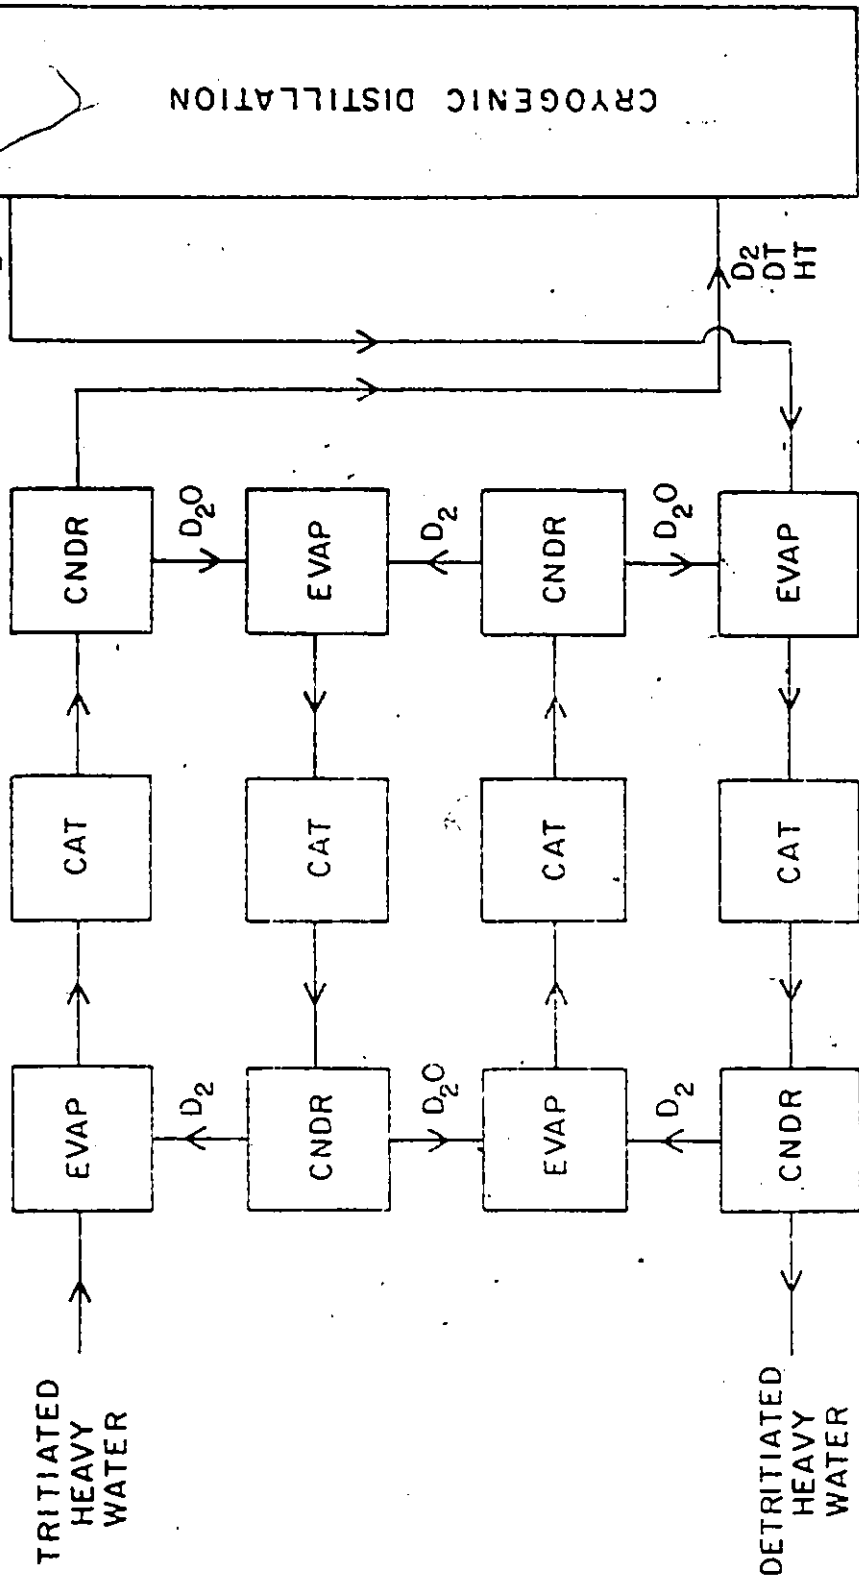 TRITIATED
HEAVY
WATER
EVAP
CAT
CNDR
D₂
D₂O
CNDR
CAT
EVAP
D₂O
D₂
EVAP
CAT
CNDR
D₂
D₂O
CNDR
CAT
EVAP
DETRITIATED
HEAVY
WATER
D₂
DT
HT
CRYOGENIC DISTILLATION